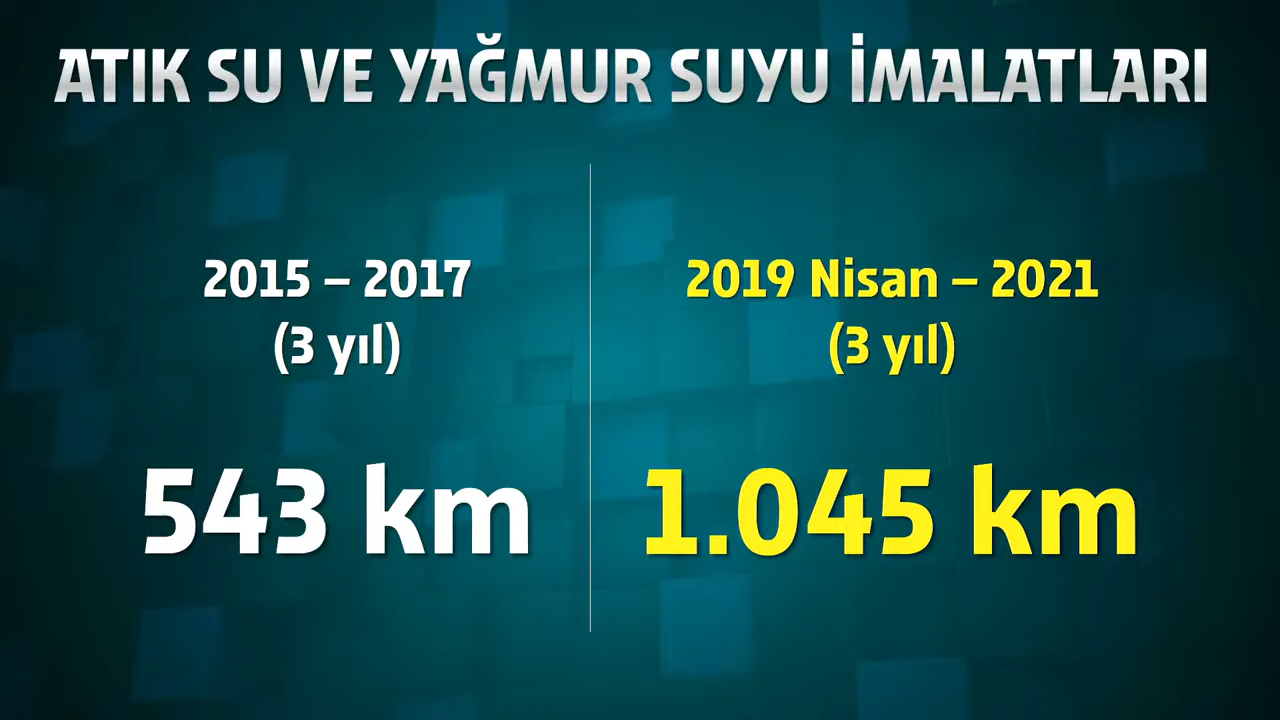 ATIK SU VE YAĞMUR SUYU İMALATLARI
2015 – 2017
(3 yıl)
543 km
2019 Nisan – 2021
(3 yıl)
1.045 km